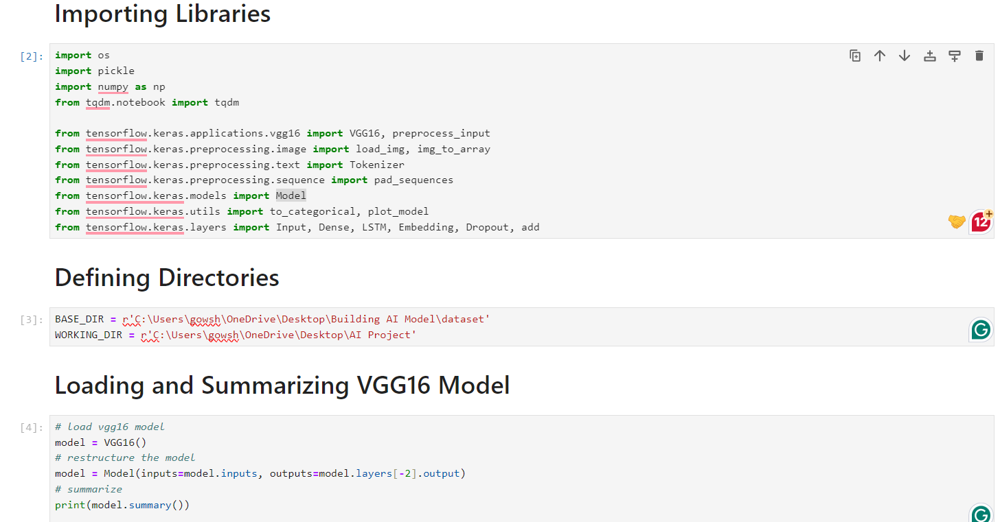 Importing Libraries
[2]:
import os
import pickle
import numpy as np
from tqdm.notebook import tqdm
from tensorflow.keras.applications.vgg16 import VGG16, preprocess_input
from tensorflow.keras.preprocessing.image import load_img, img_to_array
from tensorflow.keras.preprocessing.text import Tokenizer
from tensorflow.keras.preprocessing.sequence import pad_sequences
from tensorflow.keras.models import Model
from tensorflow.keras.utils import to_categorical, plot_model
from tensorflow.keras.layers import Input, Dense, LSTM, Embedding, Dropout, add
12+
Defining Directories
[3]:
BASE_DIR = r'C:\Users\gowsh\OneDrive\Desktop\Building AI Model\dataset'
WORKING_DIR = r'C:\Users\gowsh\OneDrive\Desktop\AI Project'
Loading and Summarizing VGG16 Model
[4]:
# load vgg16 model
model = VGG16()
# restructure the model
model = Model(inputs=model.inputs, outputs=model.layers[-2].output)
# summarize
print(model.summary())